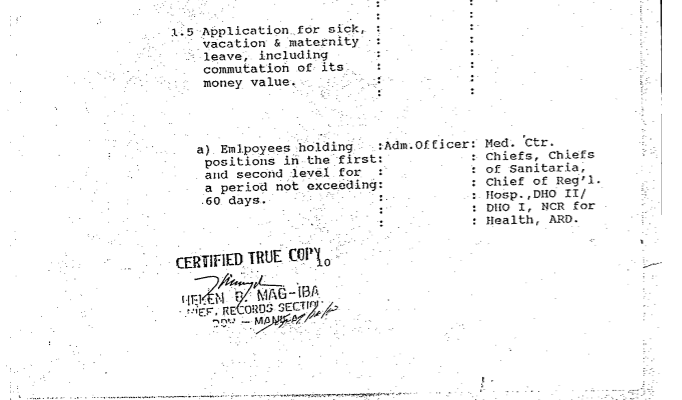 1.5 Application for sick, :
vacation & maternity :
leave, including :
commutation of its :
money value. :
a) Emlpoyees holding :Adm.Officer: Med. Ctr.
positions in the first: : Chiefs, Chiefs
and second level for : : of Sanitaria,
a period not exceeding: : Chief of Reg'l.
60 days. : : Hosp.,DHO II/
: : DHO I, NCR for
: : Health, ARD.
CERTIFIED TRUE COPY
10
HELEN B. MAG-IBA
CHIEF, RECORDS SECTION
MANILA